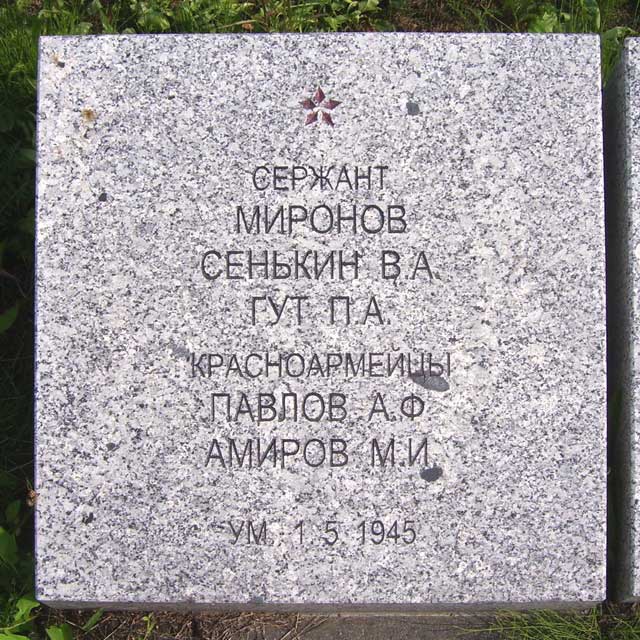 СЕРЖАНТ
МИРОНОВ
СЕНЬКИН В.А.
ГУТ П.А.
КРАСНОАРМЕЙЦЫ
ПАВЛОВ А.Ф
АМИРОВ М.И.
УМ. 1.5.1945